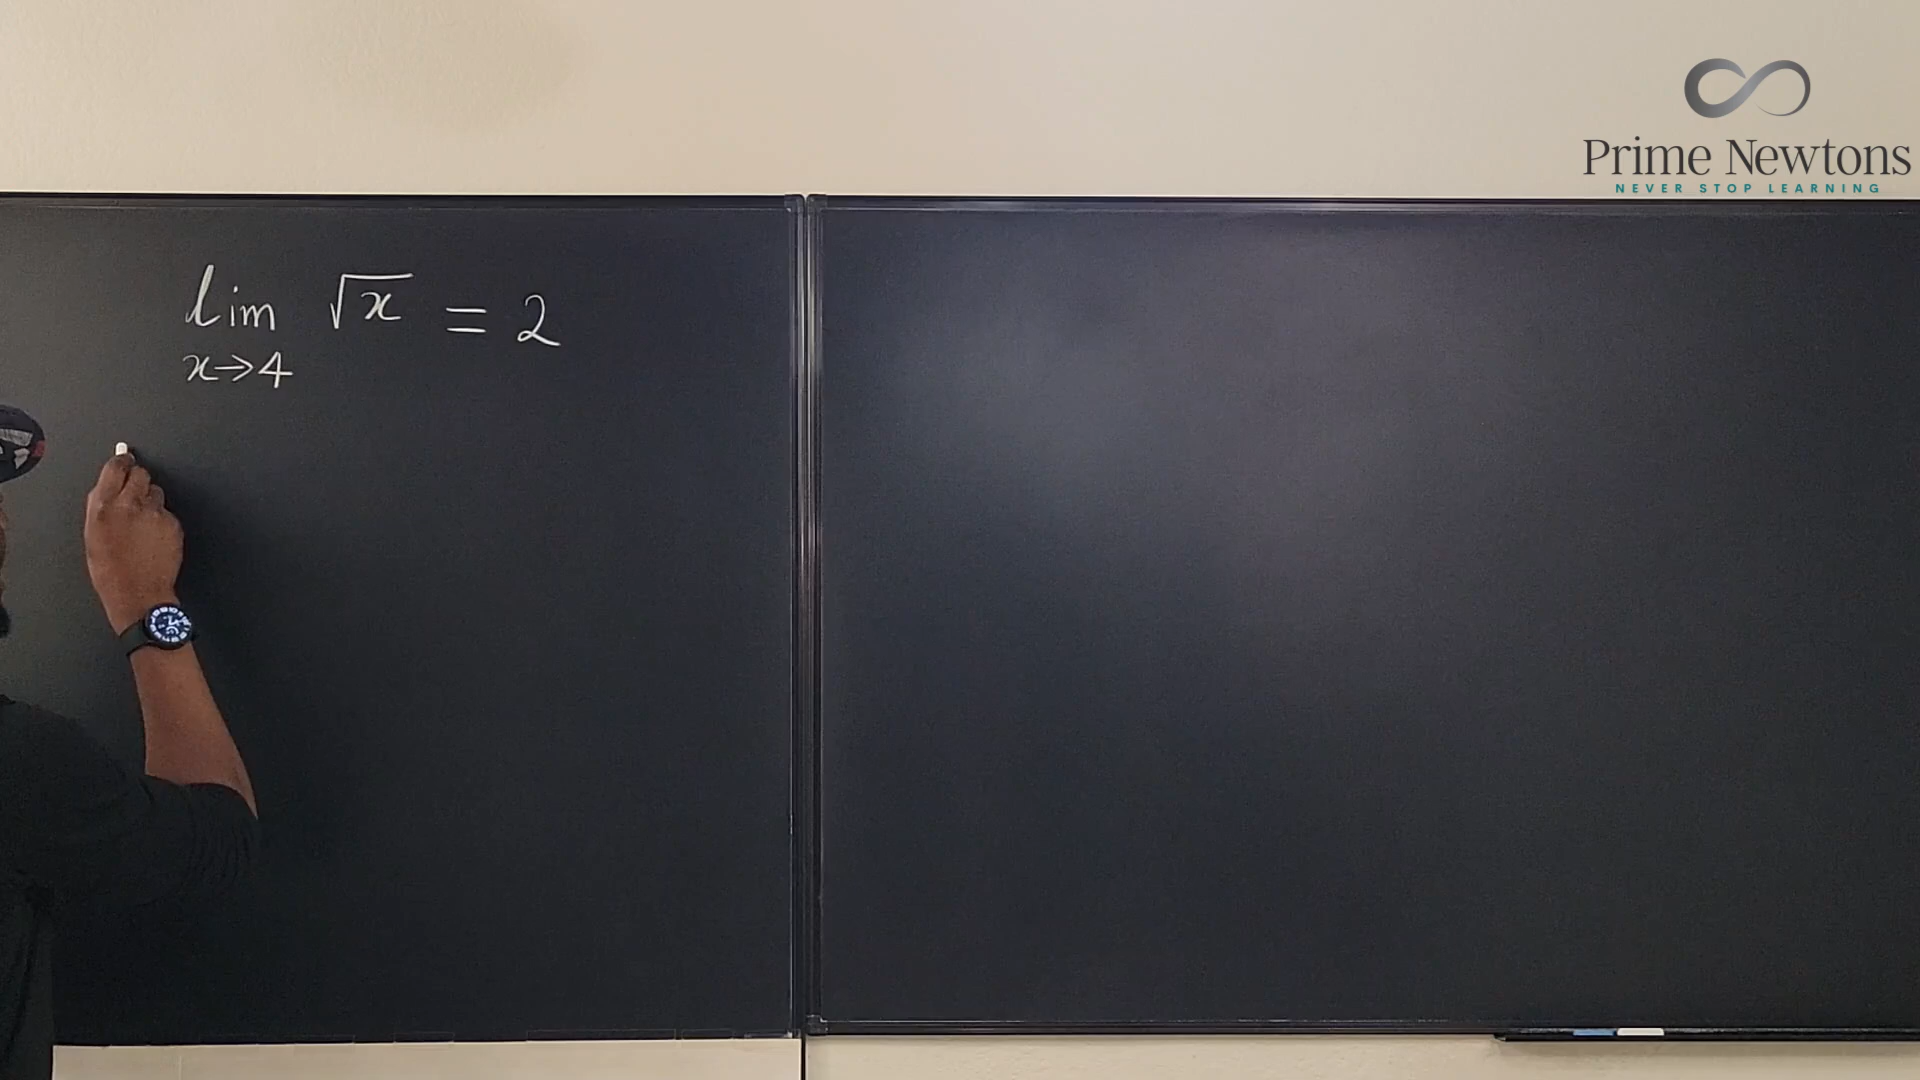 Prime Newtons
NEVER STOP LEARNING
lim √x = 2
x→4